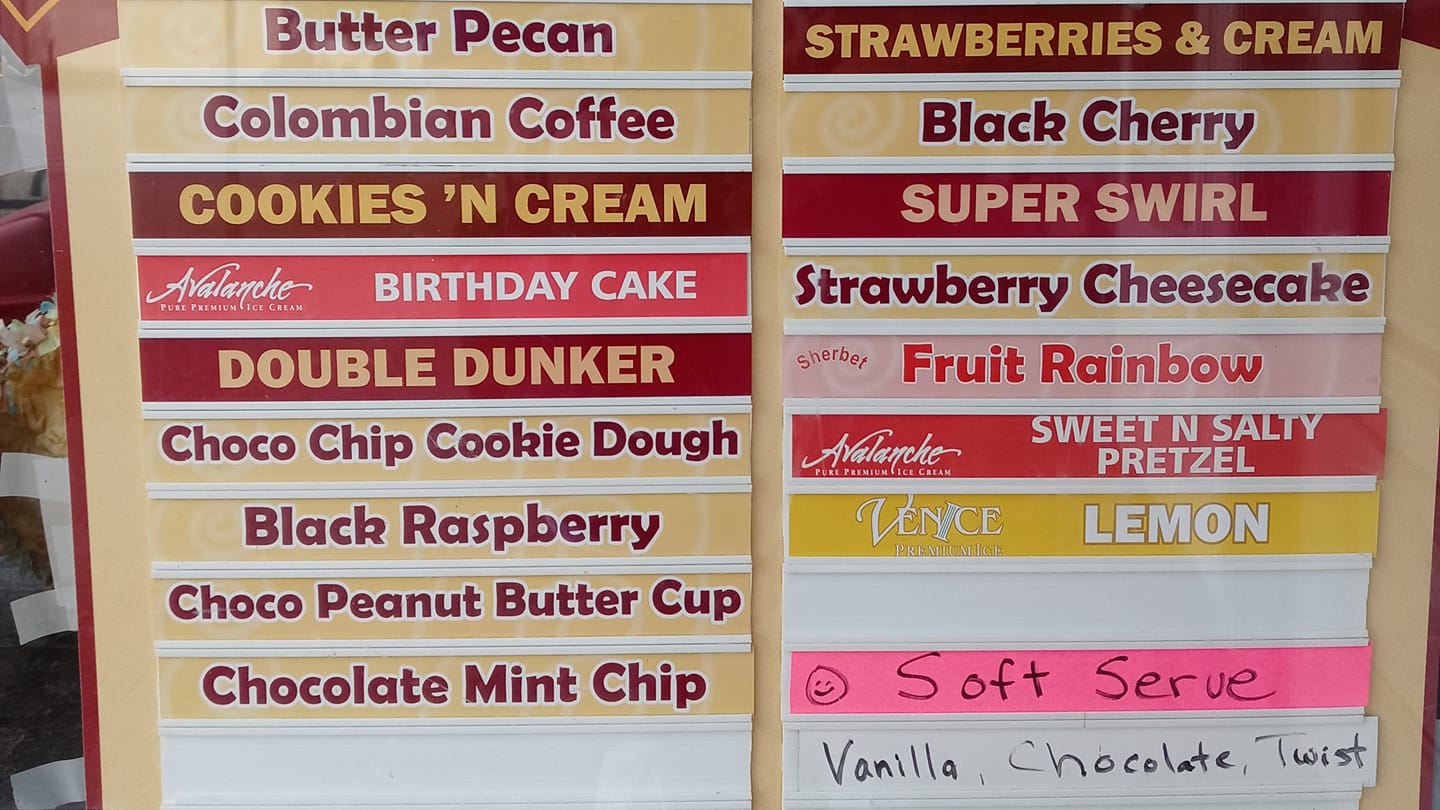 Butter Pecan
Colombian Coffee
COOKIES 'N CREAM
Avalanche BIRTHDAY CAKE
PURE PREMIUM ICE CREAM
DOUBLE DUNKER
Choco Chip Cookie Dough
Black Raspberry
Choco Peanut Butter Cup
Chocolate Mint Chip
STRAWBERRIES & CREAM
Black Cherry
SUPER SWIRL
Strawberry Cheesecake
Sherbet Fruit Rainbow
Avalanche SWEET N SALTY
PURE PREMIUM ICE CREAM PRETZEL
VENICE LEMON
PREMIUM ICE
Soft Serve
Vanilla, Chocolate, Twist